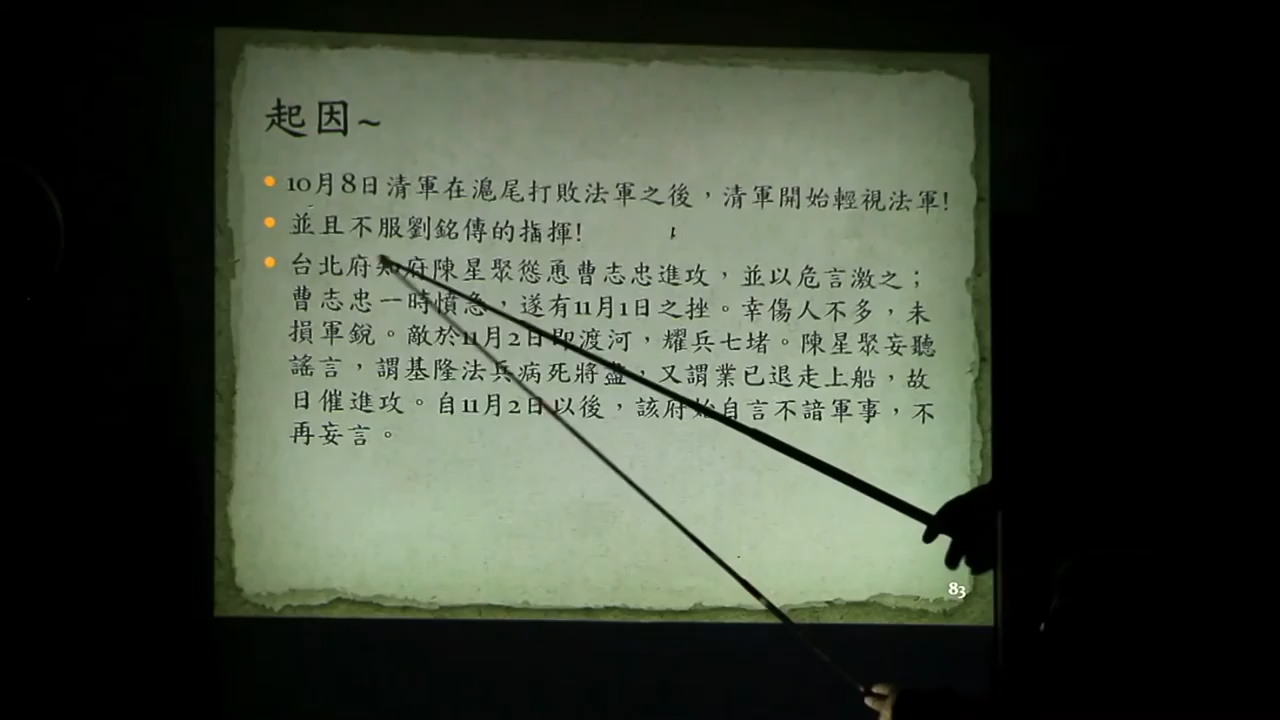 起因~
• 10月8日清軍在滬尾打敗法軍之後，清軍開始輕視法軍!
• 並且不服劉銘傳的指揮!
• 台北府知府陳星聚慫恿曹志忠進攻，並以危言激之；
曹志忠一時憤急，遂有11月1日之挫。幸傷人不多，未
損軍銳。敵於11月2日即渡河，耀兵七堵。陳星聚妄聽
謠言，謂基隆法兵病死將盡，又謂業已退走上船，故
日催進攻。自11月2日以後，該府始自言不諳軍事，不
再妄言。
83